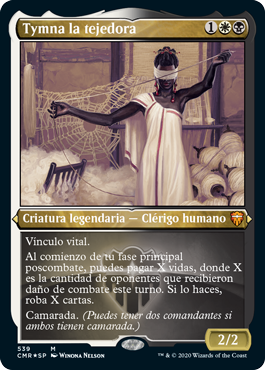 Tymna la tejedora 1
Criatura legendaria — Clérigo humano
Vínculo vital.
Al comienzo de tu fase principal
poscombate, puedes pagar X vidas, donde X
es la cantidad de oponentes que recibieron
daño de combate este turno. Si lo haces,
roba X cartas.
Camarada. (Puedes tener dos comandantes si
ambos tienen camarada.)
2/2
539 M
CMR★SP Winona Nelson
™ & © 2020 Wizards of the Coast